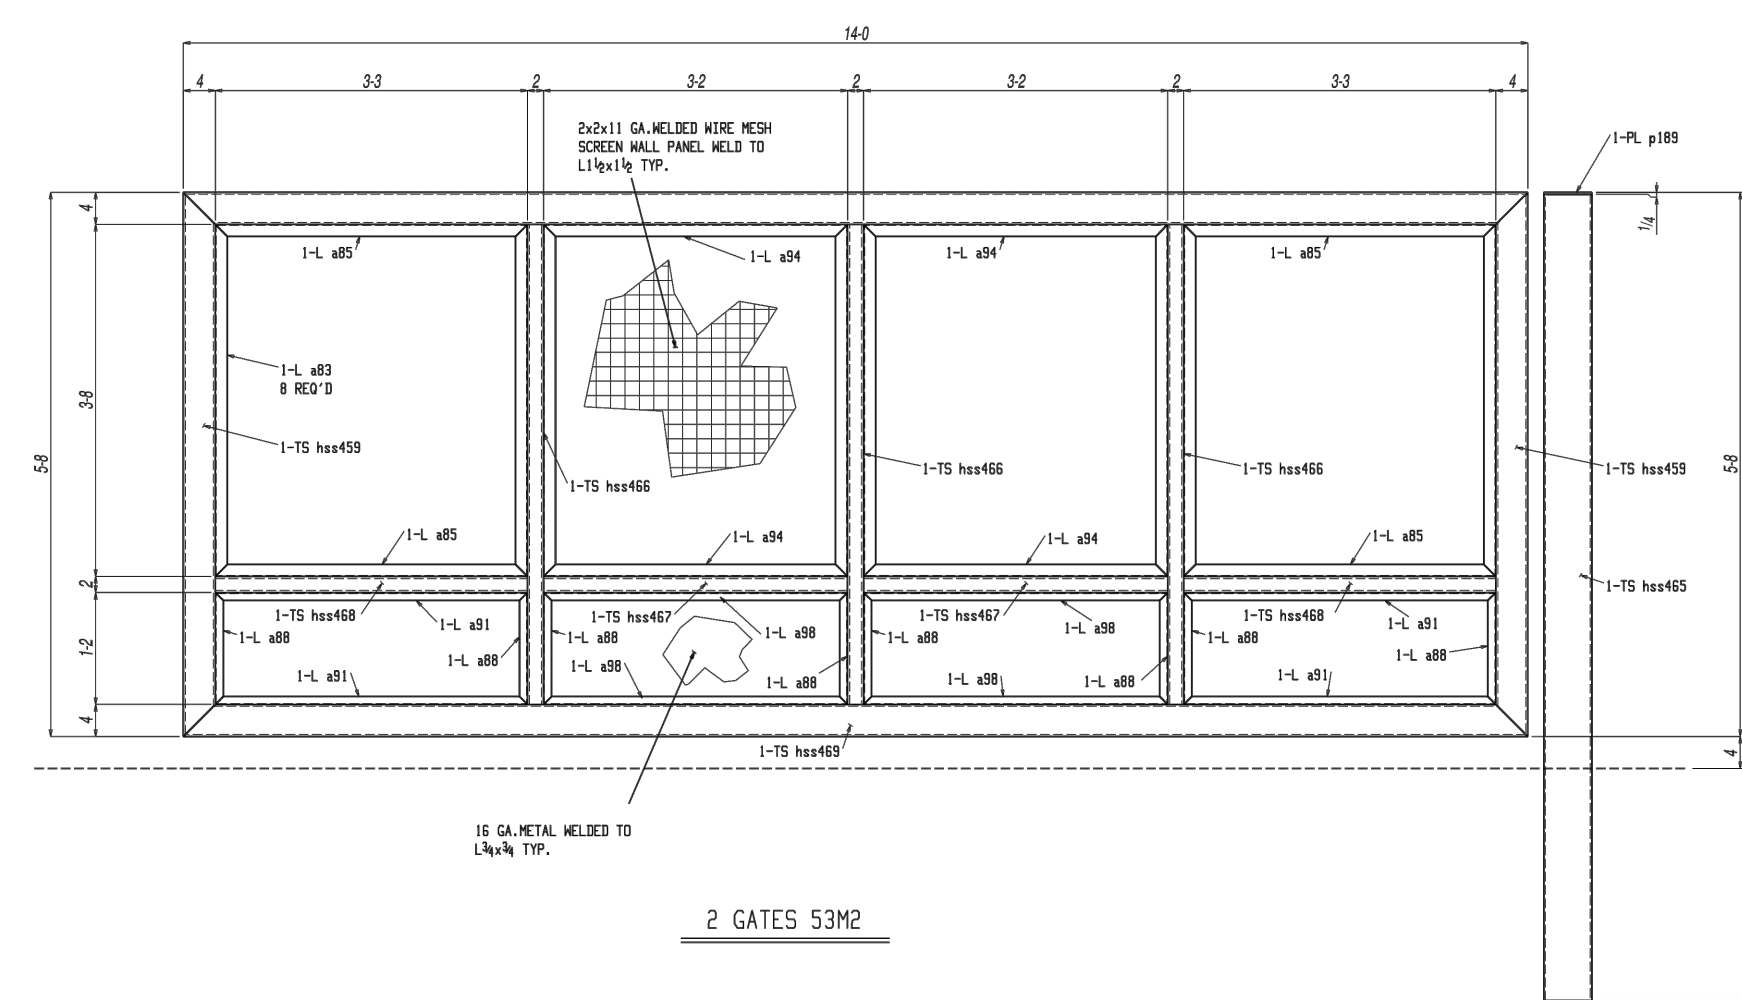 14-0
4 3-3 2 3-2 2 3-2 2 3-3 4
2x2x11 GA.WELDED WIRE MESH
SCREEN WALL PANEL WELD TO
L1½x1½ TYP.
1-PL p189
4
1/4
1-L a85
1-L a94
1-L a94
1-L a85
1-L a83
8 REQ'D
3-8
1-TS hss459
5-8
1-TS hss466
1-TS hss466
1-TS hss466
1-TS hss459
5-8
1-L a85
1-L a94
1-L a94
1-L a85
2
1-TS hss465
1-TS hss468
1-L a91
1-TS hss467
1-L a98
1-TS hss467
1-L a98
1-TS hss468
1-L a91
1-2
1-L a88
1-L a88
1-L a88
1-L a88
1-L a88
1-L a88
1-L a88
1-L a88
1-L a91
1-L a98
1-L a98
1-L a91
4
1-TS hss469
4
16 GA.METAL WELDED TO
L¾x¾ TYP.
2 GATES 53M2